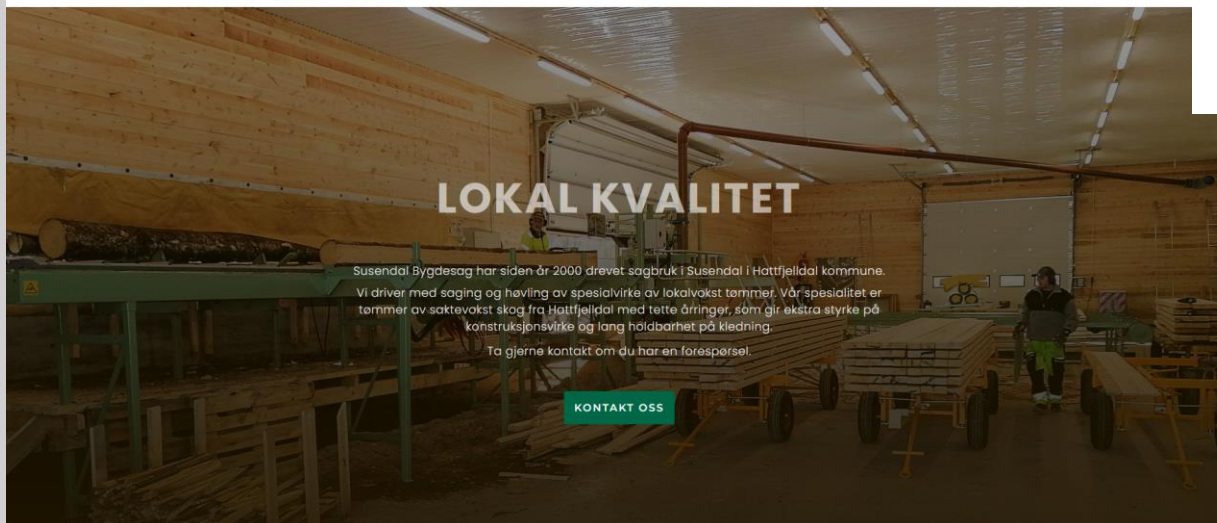 LOKAL KVALITET
Susendal Bygdesag har siden år 2000 drevet sagbruk i Susendal i Hattfjelldal kommune.
Vi driver med saging og høvling av spesialvirke av lokalvokst tømmer. Vår spesialitet er
tømmer av saktevokst skog fra Hattfjelldal med tette årringer, som gir ekstra styrke på
konstruksjonsvirke og lang holdbarhet på kledning.
Ta gjerne kontakt om du har en forespørsel.
KONTAKT OSS